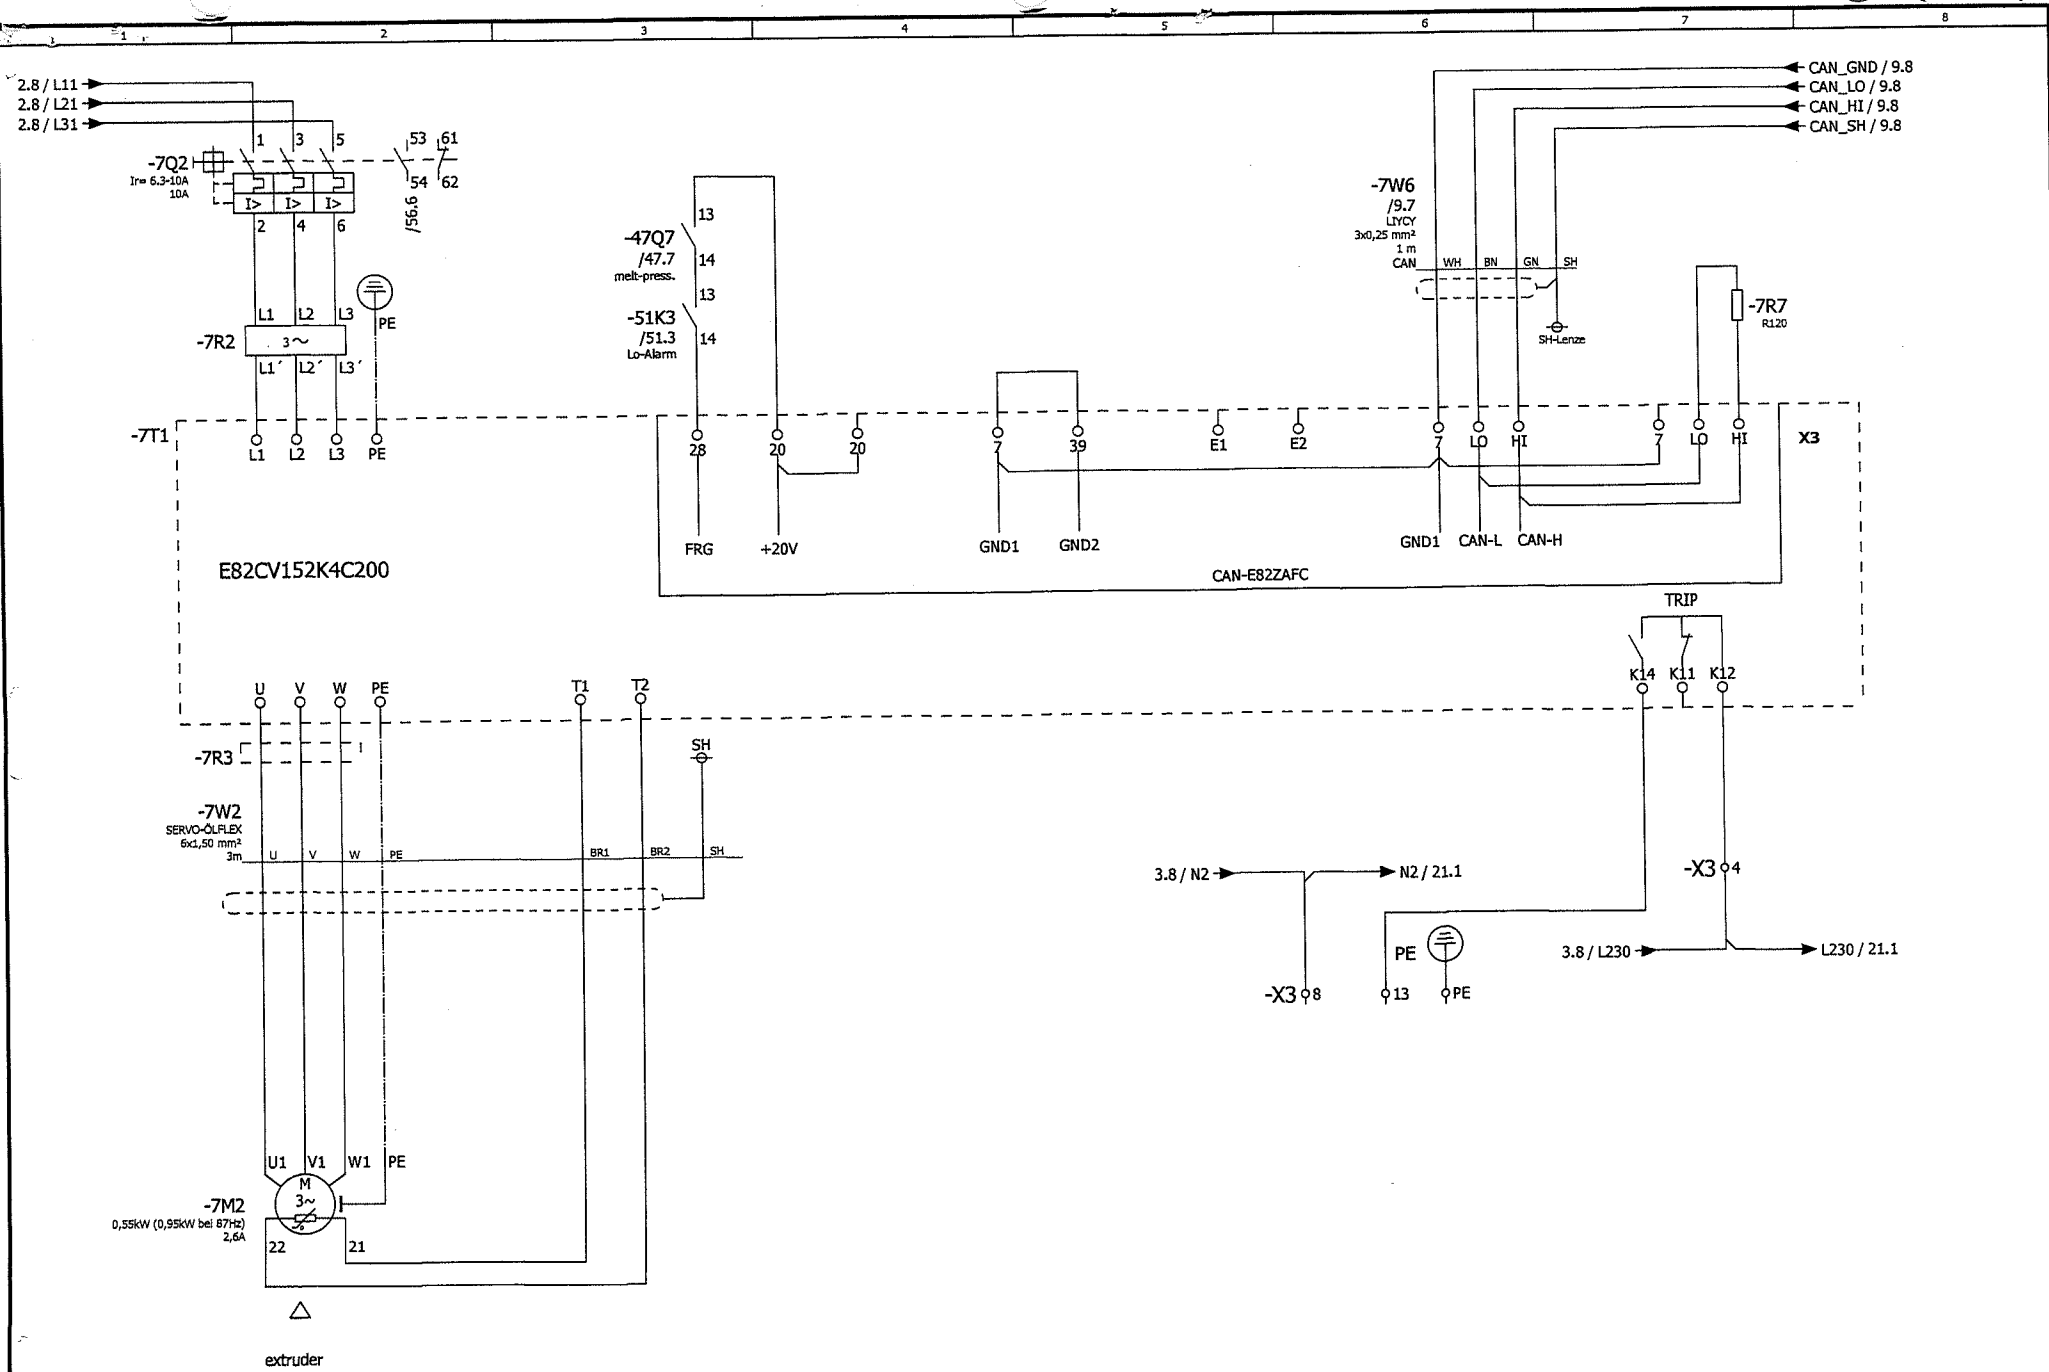 1 2 3 4 5 6 7 8
2.8 / L11
2.8 / L21
2.8 / L31
CAN_GND / 9.8
CAN_LO / 9.8
CAN_HI / 9.8
CAN_SH / 9.8
1 3 5 53 61
-7Q2
Ir= 6.3-10A
10A
54 62
I> I> I>
2 4 6
/56.6
13
-47Q7
/47.7 14
melt-press.
13
-51K3
/51.3 14
Lo-Alarm
-7W6
/9.7
LIYCY
3x0,25 mm²
1 m
CAN WH BN GN SH
SH-Lenze
-7R7
R120
L1 L2 L3 PE
-7R2 3~
L1´ L2´ L3´ PE
-7T1
L1 L2 L3 PE
28 20 20 7 39 E1 E2 7 LO HI 7 LO HI X3
FRG +20V GND1 GND2 GND1 CAN-L CAN-H
E82CV152K4C200
CAN-E82ZAFC
TRIP
K14 K11 K12
U V W PE T1 T2
-7R3
SH
-7W2
SERVO-ÖLFLEX
6x1,50 mm²
3m U V W PE BR1 BR2 SH
3.8 / N2 N2 / 21.1
-X3 4
PE
3.8 / L230 L230 / 21.1
-X3 8 13 PE
U1 V1 W1 PE
M
3~
-7M2
0,55kW (0,95kW bei 87Hz)
2,6A
22 21
extruder